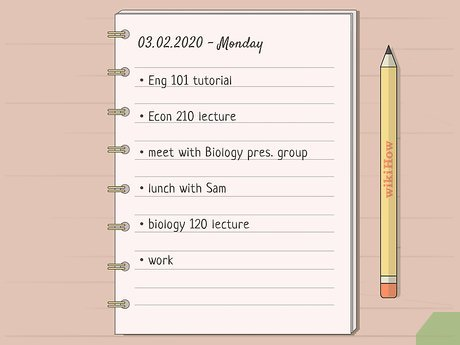 03.02.2020 - Monday
• Eng 101 tutorial
• Econ 210 lecture
• meet with Biology pres. group
• lunch with Sam
• biology 120 lecture
• work
wikiHow